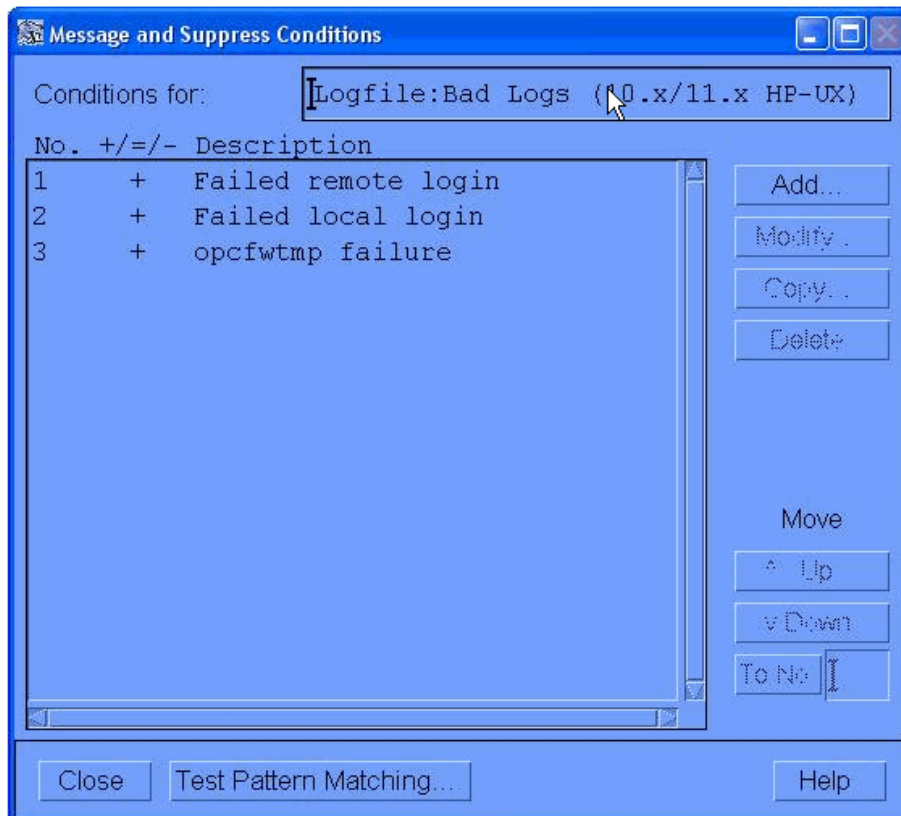 Message and Suppress Conditions
Conditions for: Logfile:Bad Logs (10.x/11.x HP-UX)
No. +/=/- Description
1 + Failed remote login
2 + Failed local login
3 + opcfwtmp failure
Add...
Modify...
Copy...
Delete
Move
^ Up
v Down
To No
Close Test Pattern Matching... Help